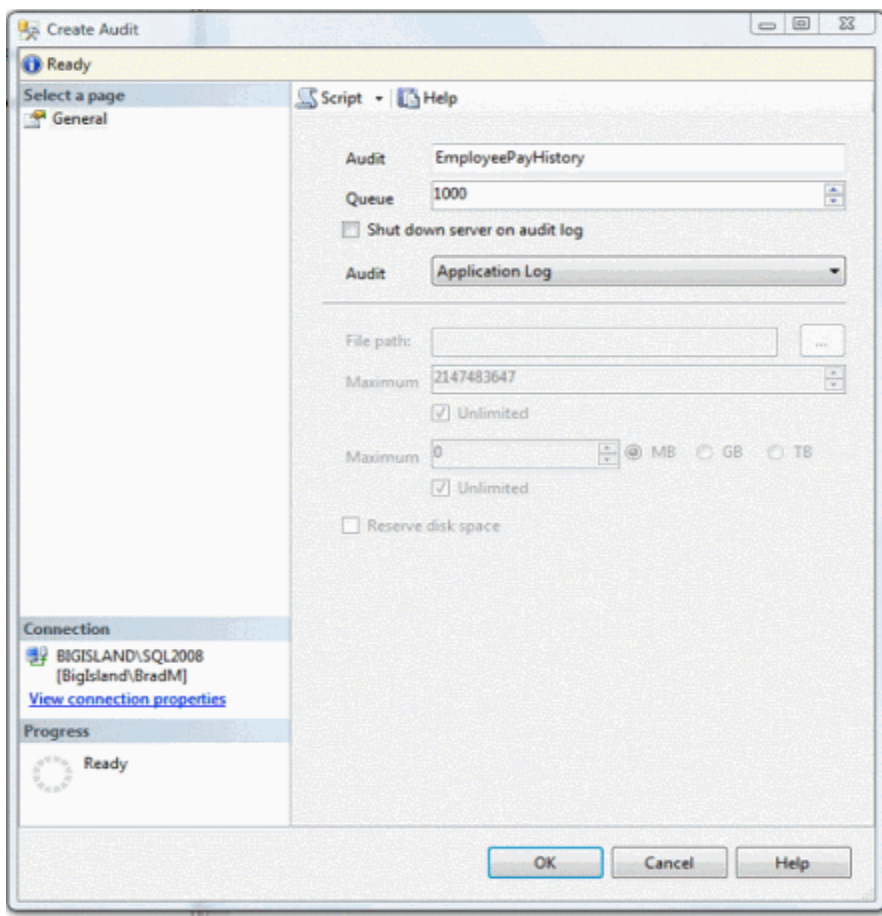 Create Audit
Ready
Select a page
General
Script
Help
Audit EmployeePayHistory
Queue 1000
Shut down server on audit log
Audit Application Log
File path: ...
Maximum 2147483647
Unlimited
Maximum 0 MB GB TB
Unlimited
Reserve disk space
Connection
BIGISLAND\SQL2008
[BigIsland\BradM]
View connection properties
Progress
Ready
OK Cancel Help